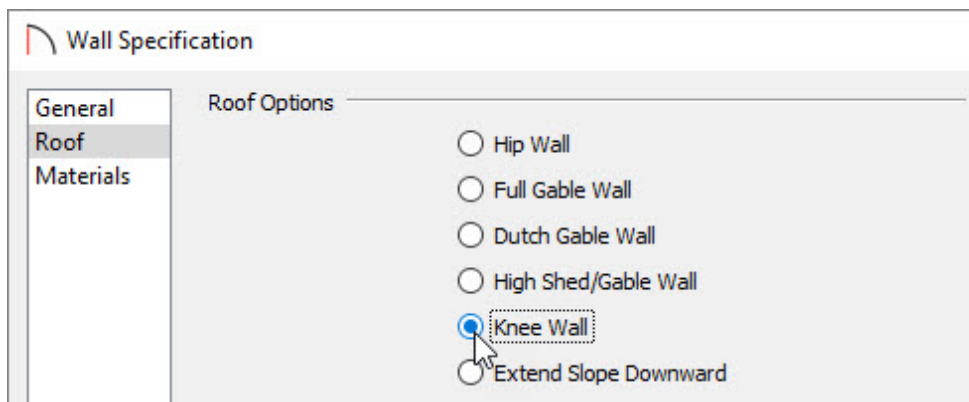 Wall Specification
General
Roof
Materials
Roof Options
Hip Wall
Full Gable Wall
Dutch Gable Wall
High Shed/Gable Wall
Knee Wall
Extend Slope Downward